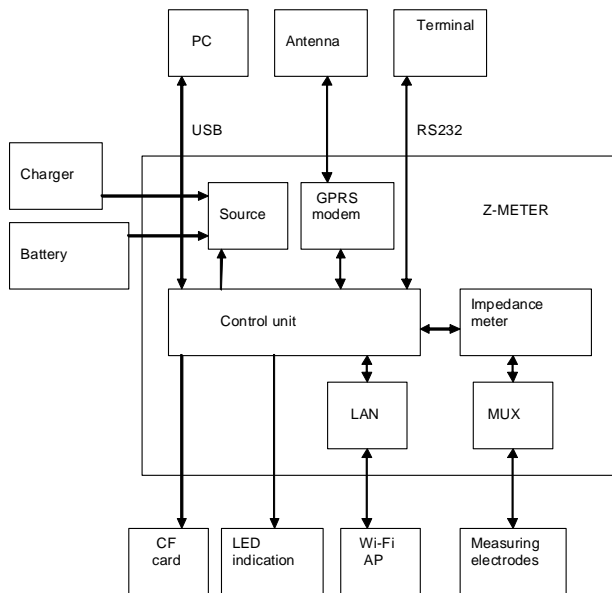 PC
Antenna
Terminal
USB
RS232
Charger
Battery
Source
GPRS
modem
Z-METER
Control unit
Impedance
meter
LAN
MUX
CF
card
LED
indication
Wi-Fi
AP
Measuring
electrodes